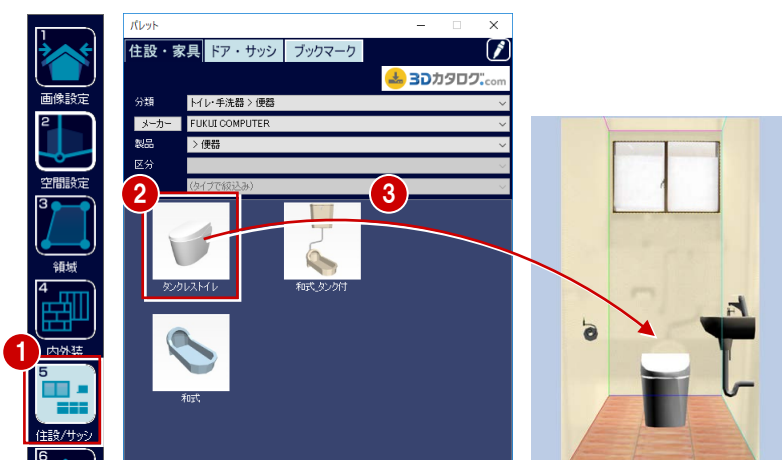 パレット
住設・家具 ドア・サッシ ブックマーク
3Dカタログ.com
分類 トイレ・手洗器 > 便器
メーカー FUKUI COMPUTER
製品 > 便器
区分
(タイプで絞込み)
タンクレストイレ
和式_タンク付
和式
1
画像設定
2
空間設定
3
領域
4
内外装
5
住設/サッシ
6
1
2
3